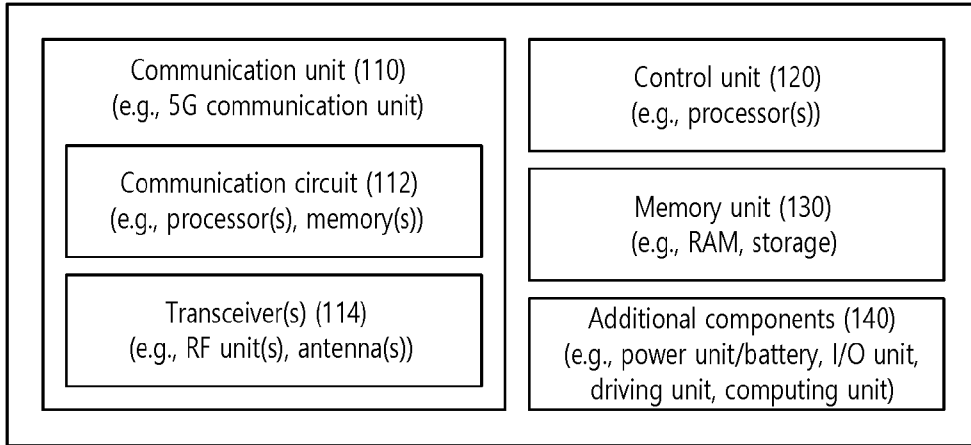 Communication unit (110)
(e.g., 5G communication unit)
Communication circuit (112)
(e.g., processor(s), memory(s))
Transceiver(s) (114)
(e.g., RF unit(s), antenna(s))
Control unit (120)
(e.g., processor(s))
Memory unit (130)
(e.g., RAM, storage)
Additional components (140)
(e.g., power unit/battery, I/O unit,
driving unit, computing unit)